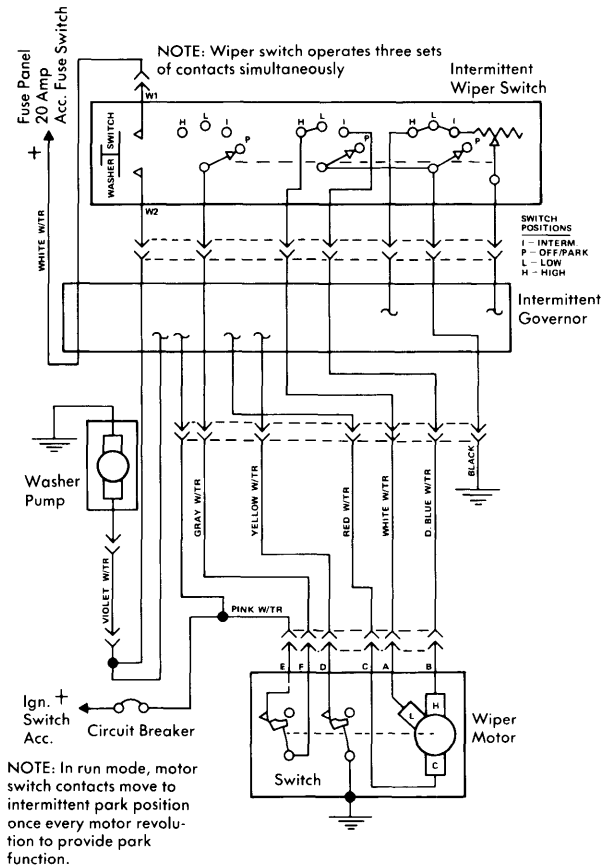 NOTE: Wiper switch operates three sets
of contacts simultaneously
Fuse Panel
20 Amp
Acc. Fuse Switch
+
Intermittent
Wiper Switch
W1
WASHER SWITCH
H L I P
H L I P
H L I P
W2
SWITCH
POSITIONS
I – INTERM.
P – OFF/PARK
L – LOW
H – HIGH
WHITE W/TR
Intermittent
Governor
Washer
Pump
GRAY W/TR
YELLOW W/TR
RED W/TR
WHITE W/TR
D. BLUE W/TR
BLACK
VIOLET W/TR
PINK W/TR
E F D C A B
Ign. +
Switch
Acc.
Circuit Breaker
H
L
C
Wiper
Motor
Switch
NOTE: In run mode, motor
switch contacts move to
intermittent park position
once every motor revolu-
tion to provide park
function.